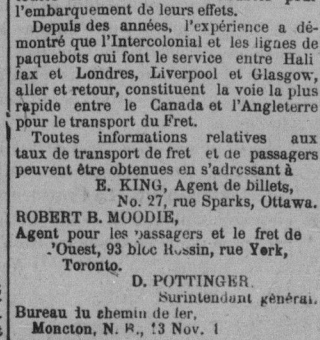 l'embarquement de leurs effets.
Depuis des années, l'expérience a dé-
montré que l'Intercolonial et les lignes de
paquebots qui font le service entre Hali
fax et Londres, Liverpool et Glasgow,
aller et retour, constituent la voie la plus
rapide entre le Canada et l'Angleterre
pour le transport du Fret.
Toutes informations relatives aux
taux de transport de fret et de passagers
peuvent être obtenues en s'adressant à
E. KING, Agent de billets,
No. 27, rue Sparks, Ottawa.
ROBERT B. MOODIE,
Agent pour les passagers et le fret de
l'Ouest, 93 bloc Rossin, rue York,
Toronto.
D. POTTINGER,
Surintendant général.
Bureau du chemin de fer,
Moncton, N. B., 13 Nov. 1